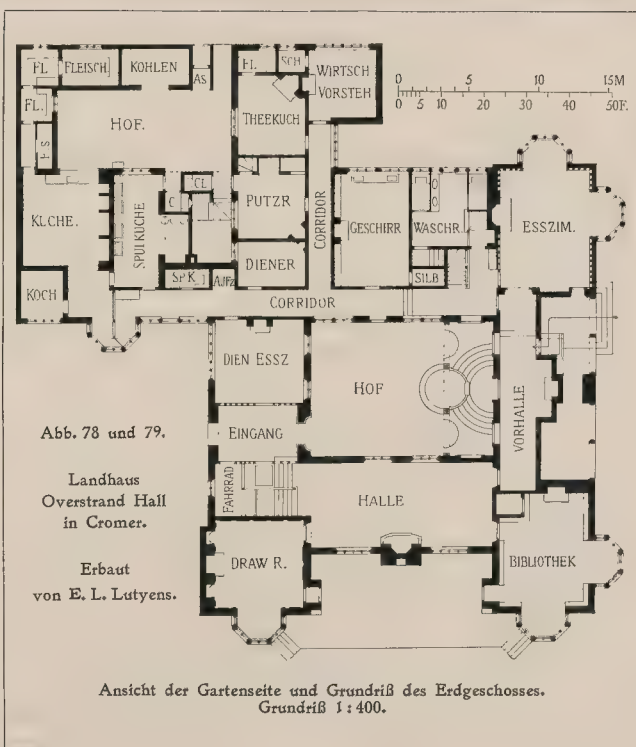 FL.
FLEISCH
KOHLEN
AS
FL.
SCH
WIRTSCH
VORSTEH
0 5 10 15M
0 5 10 20 30 40 50F.
FL.
HOF.
THEEKUCH
KUCHE.
SPULKUCHE
CL
PUTZR
CORRIDOR
GESCHIRR
WASCHR.
ESSZIM.
DIENER
KOCH
SPK
AUFZ
SILB
CORRIDOR
DIEN ESSZ
HOF
VORHALLE
EINGANG
FAHRRAD
HALLE
DRAW R.
BIBLIOTHEK
Abb. 78 und 79.
Landhaus
Overstrand Hall
in Cromer.
Erbaut
von E. L. Lutyens.
Ansicht der Gartenseite und Grundriß des Erdgeschosses.
Grundriß 1 : 400.